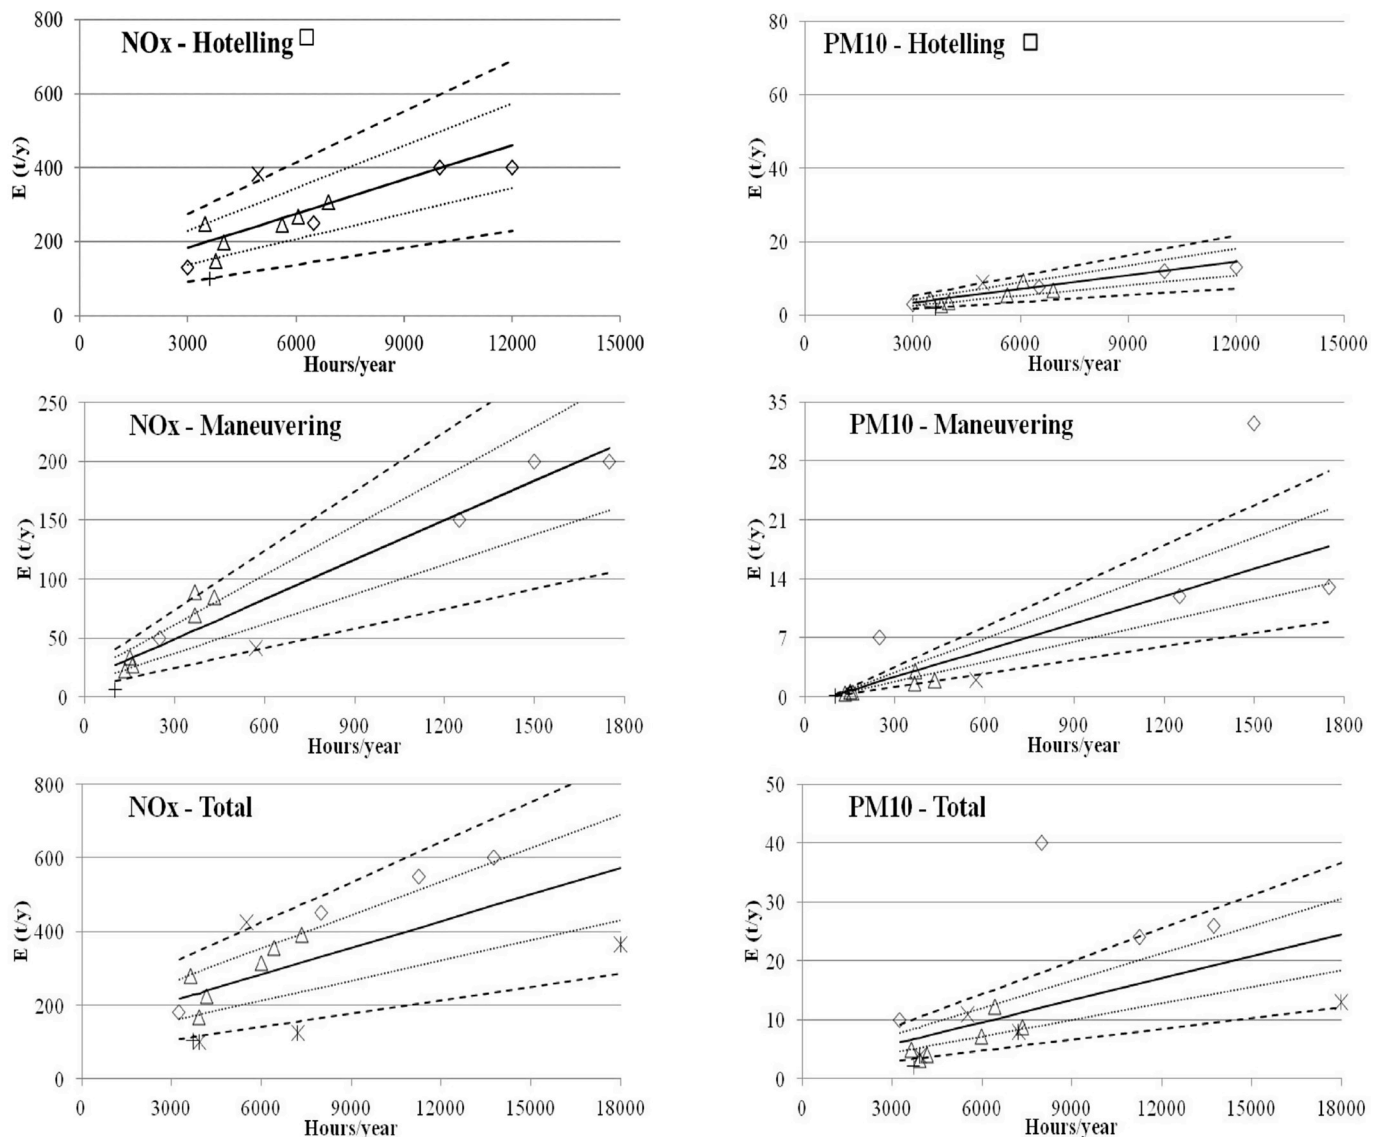 NOx - Hotelling
800
600
400
200
0
E (t/y)
0 3000 6000 9000 12000 15000
Hours/year
PM10 - Hotelling
80
60
40
20
0
E (t/y)
0 3000 6000 9000 12000 15000
Hours/year
NOx - Maneuvering
250
200
150
100
50
0
E (t/y)
0 300 600 900 1200 1500 1800
Hours/year
PM10 - Maneuvering
35
28
21
14
7
0
E (t/y)
0 300 600 900 1200 1500 1800
Hours/year
NOx - Total
800
600
400
200
0
E (t/y)
0 3000 6000 9000 12000 15000 18000
Hours/year
PM10 - Total
50
40
30
20
10
0
E (t/y)
0 3000 6000 9000 12000 15000 18000
Hours/year